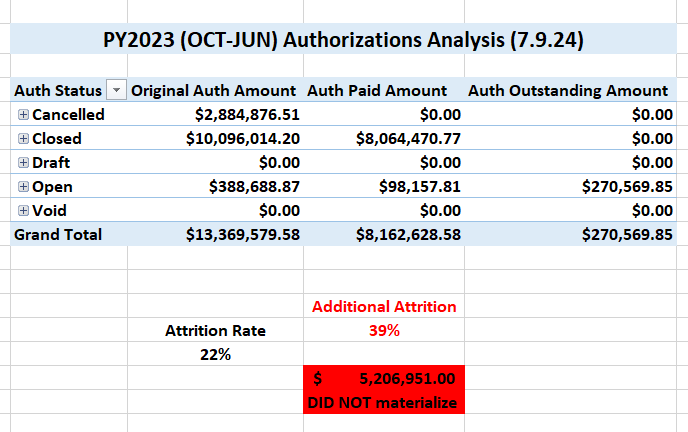 PY2023 (OCT-JUN) Authorizations Analysis (7.9.24)
Auth Status Original Auth Amount Auth Paid Amount Auth Outstanding Amount
Cancelled $2,884,876.51 $0.00 $0.00
Closed $10,096,014.20 $8,064,470.77 $0.00
Draft $0.00 $0.00 $0.00
Open $388,688.87 $98,157.81 $270,569.85
Void $0.00 $0.00 $0.00
Grand Total $13,369,579.58 $8,162,628.58 $270,569.85
Additional Attrition
Attrition Rate 39%
22%
$ 5,206,951.00
DID NOT materialize